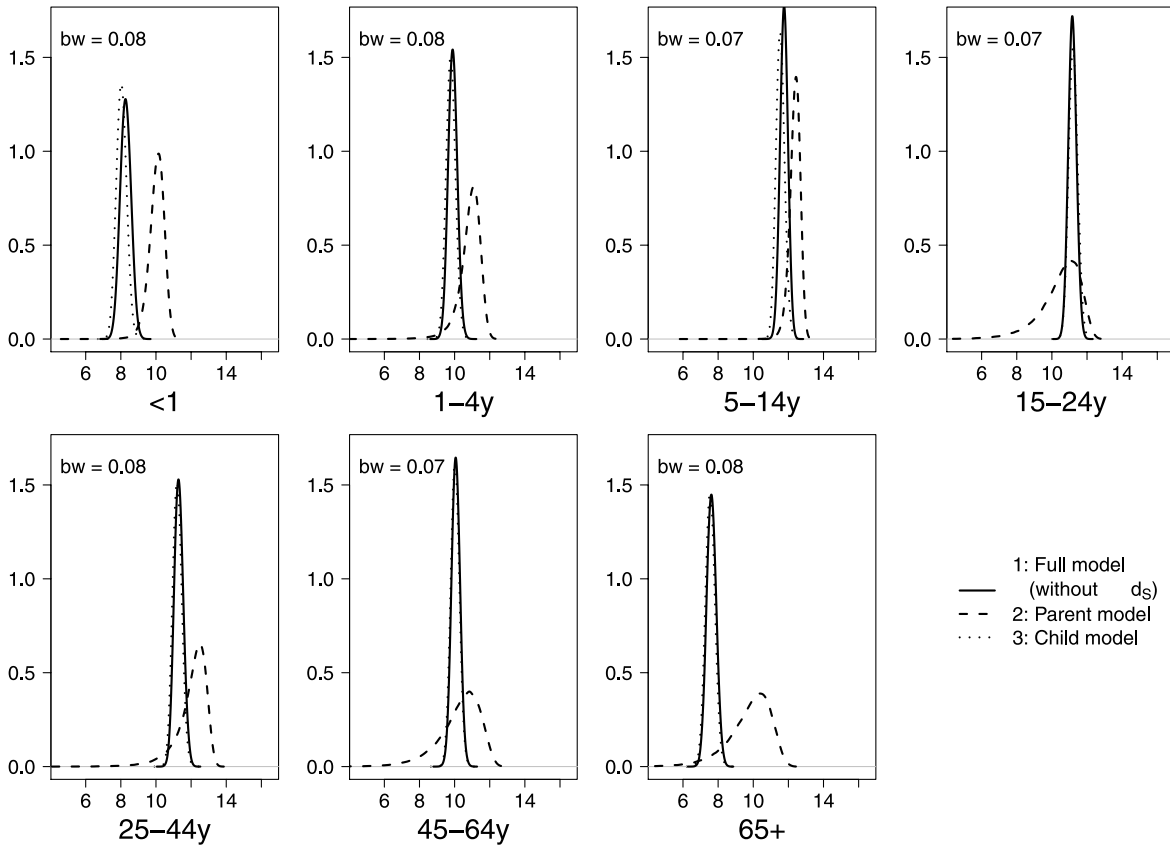 bw = 0.08
1.5
1.0
0.5
0.0
6 8 10 14
<1
bw = 0.08
1.5
1.0
0.5
0.0
6 8 10 14
1–4y
bw = 0.07
1.5
1.0
0.5
0.0
6 8 10 14
5–14y
bw = 0.07
1.5
1.0
0.5
0.0
6 8 10 14
15–24y
bw = 0.08
1.5
1.0
0.5
0.0
6 8 10 14
25–44y
bw = 0.07
1.5
1.0
0.5
0.0
6 8 10 14
45–64y
bw = 0.08
1.5
1.0
0.5
0.0
6 8 10 14
65+
1: Full model
(without dS)
2: Parent model
3: Child model